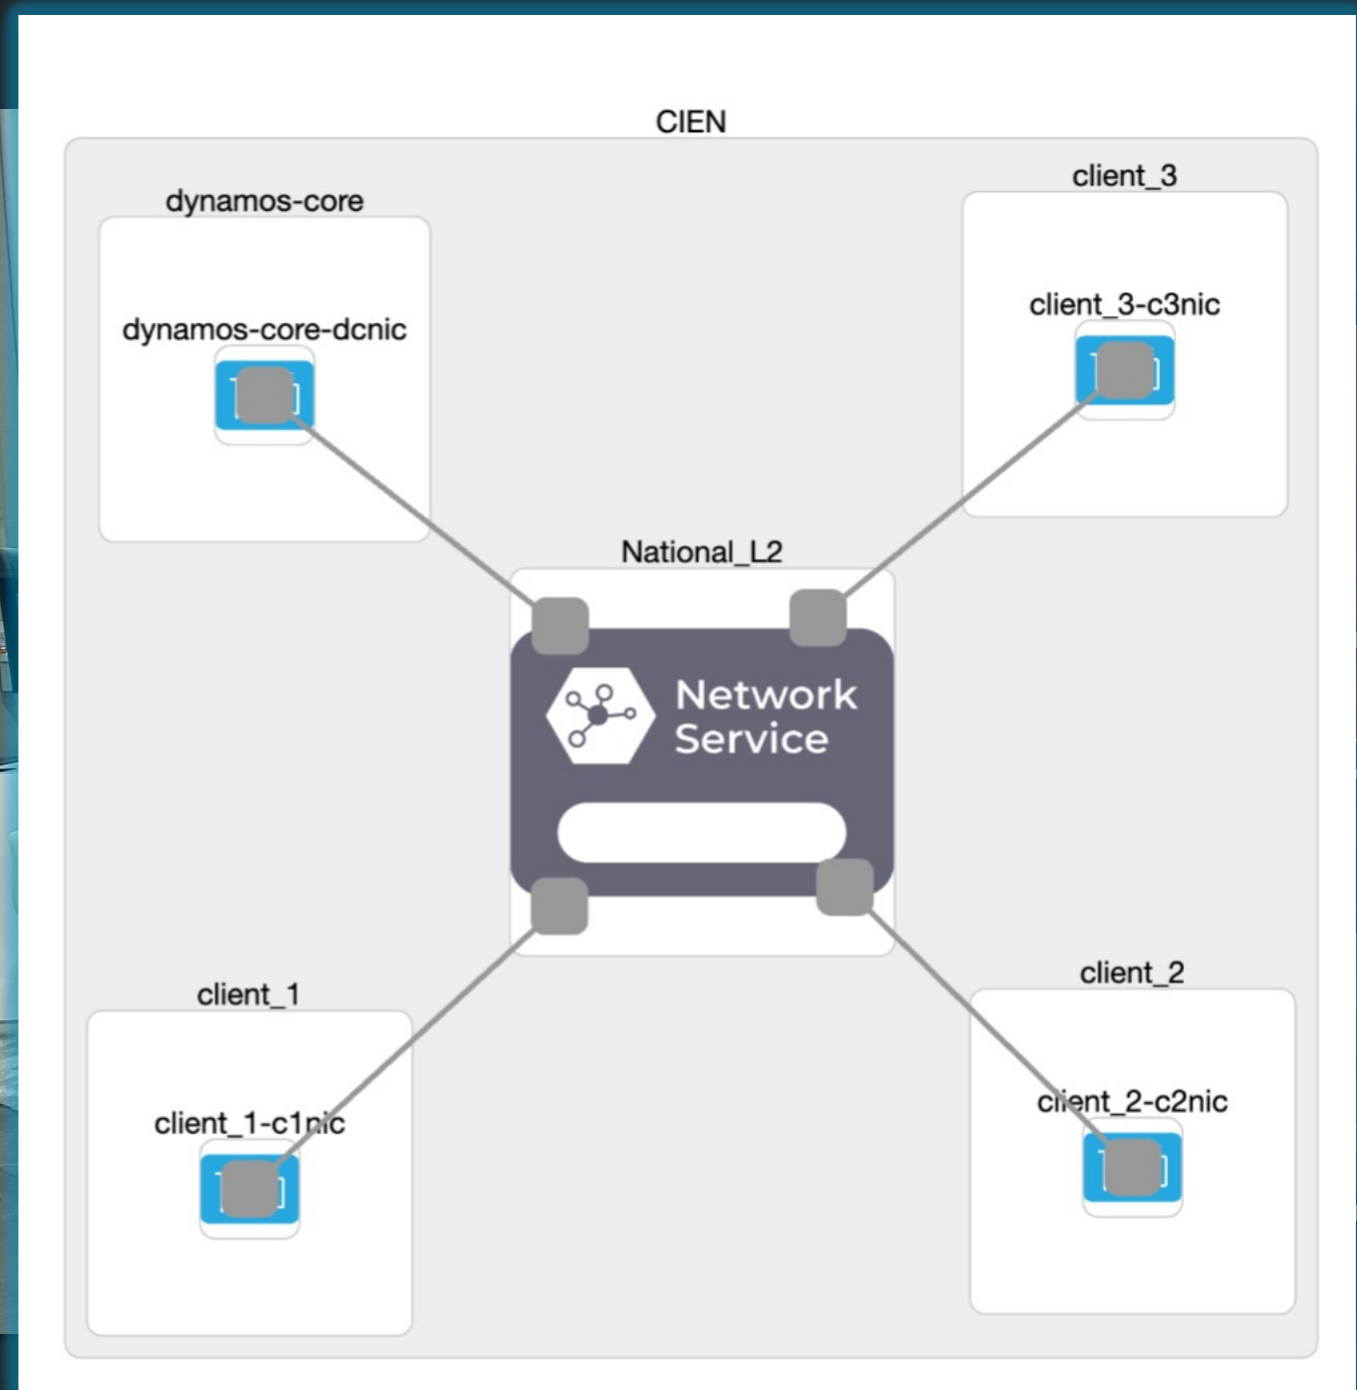 CIEN
dynamos-core
client_3
dynamos-core-dcnic
client_3-c3nic
National_L2
Network
Service
client_1
client_2
client_1-c1nic
client_2-c2nic